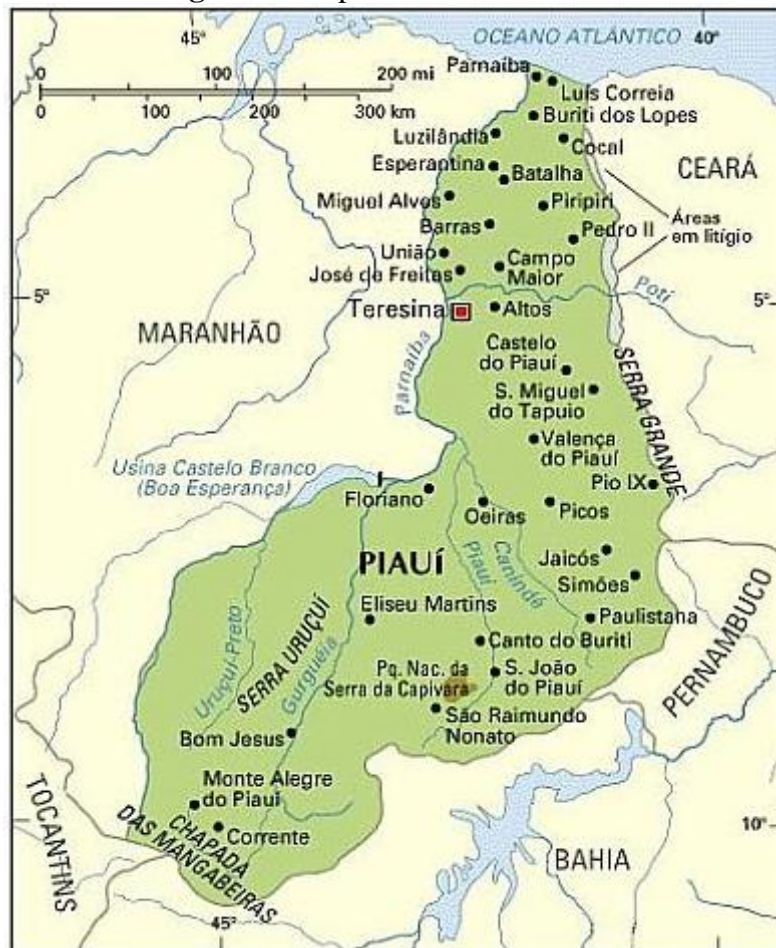 45°
OCEANO ATLÂNTICO
40°
0 100 200 mi
0 100 200 300 km
Parnaíba
Luís Correia
Buriti dos Lopes
Luzilândia
Cocal
Esperantina
Batalha
CEARÁ
Miguel Alves
Piripiri
Áreas
em litígio
Barras
Pedro II
União
Campo
Maior
José de Freitas
5°
Poti
5°
Teresina
Altos
MARANHÃO
Parnaíba
Castelo
do Piauí
SERRA GRANDE
S. Miguel
do Tapuio
Valença
do Piauí
Usina Castelo Branco
(Boa Esperança)
Pio IX
Floriano
Oeiras
Picos
PIAUÍ
Piauí
Canindé
Jaicós
Simões
Eliseu Martins
Paulistana
PERNAMBUCO
Uruçuí-Preto
SERRA URUÇUÍ
Gurguéia
Canto do Buriti
Pq. Nac. da
Serra da Capivara
S. João
do Piauí
São Raimundo
Nonato
Bom Jesus
Monte Alegre
do Piaui
TOCANTINS
CHAPADA
DAS MANGABEIRAS
Corrente
10°
BAHIA
45°
40°